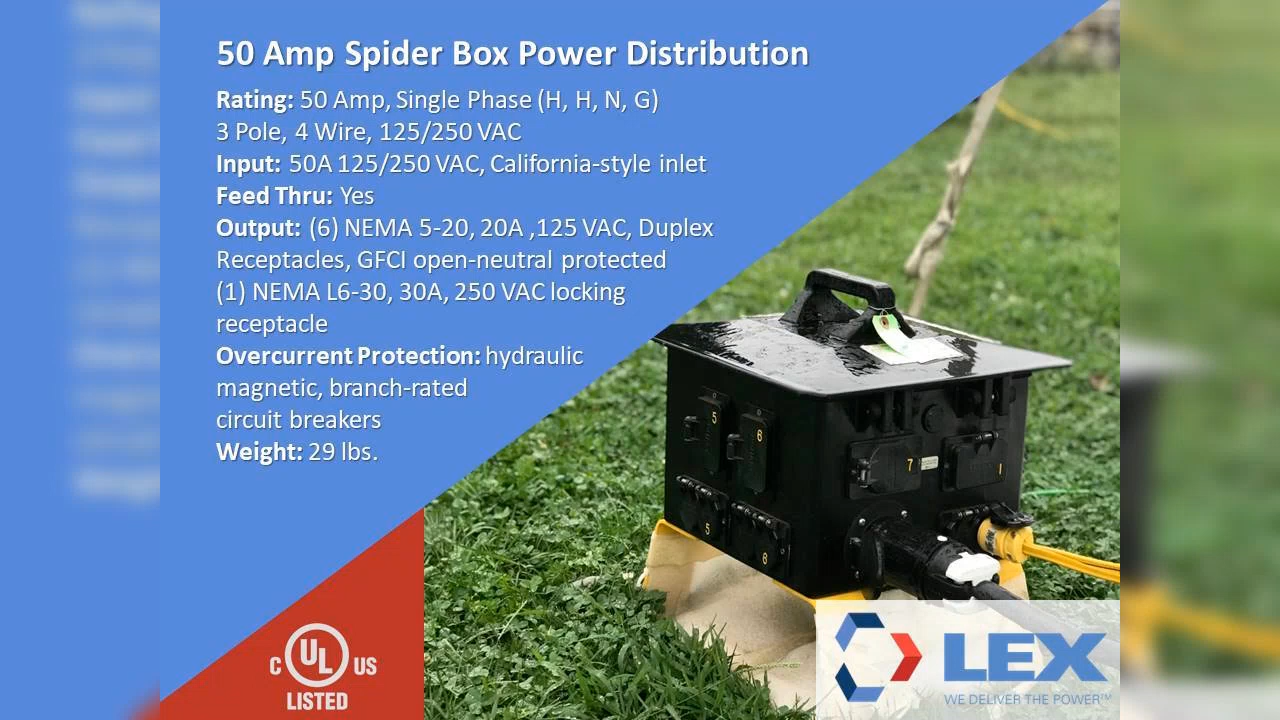 50 Amp Spider Box Power Distribution
Rating: 50 Amp, Single Phase (H, H, N, G)
3 Pole, 4 Wire, 125/250 VAC
Input: 50A 125/250 VAC, California-style inlet
Feed Thru: Yes
Output: (6) NEMA 5-20, 20A ,125 VAC, Duplex
Receptacles, GFCI open-neutral protected
(1) NEMA L6-30, 30A, 250 VAC locking
receptacle
Overcurrent Protection: hydraulic
magnetic, branch-rated
circuit breakers
Weight: 29 lbs.
5
6
7
1
5
6
C UL US
LISTED
LEX
WE DELIVER THE POWER™